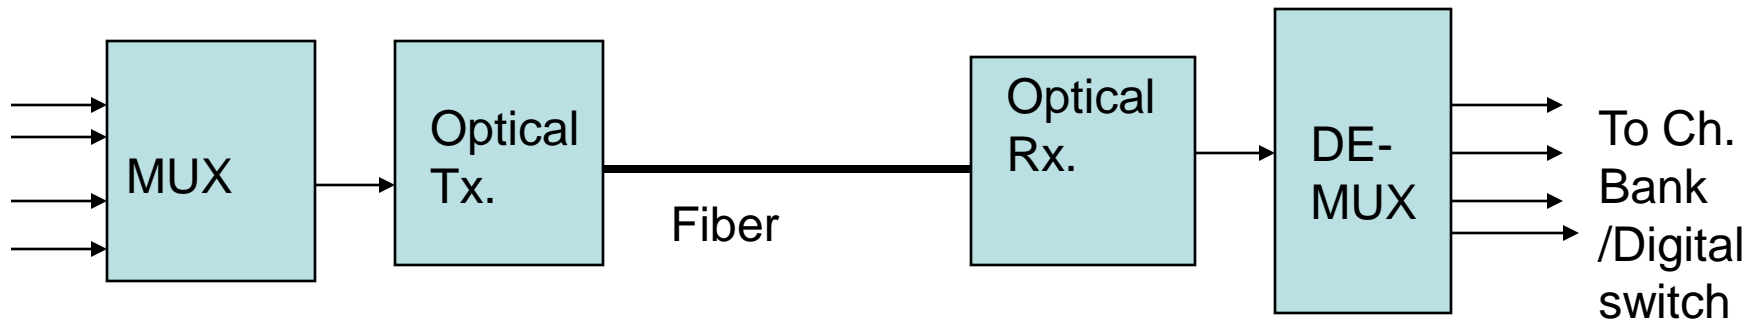 MUX
Optical
Tx.
Fiber
Optical
Rx.
DE-
MUX
To Ch.
Bank
/Digital
switch